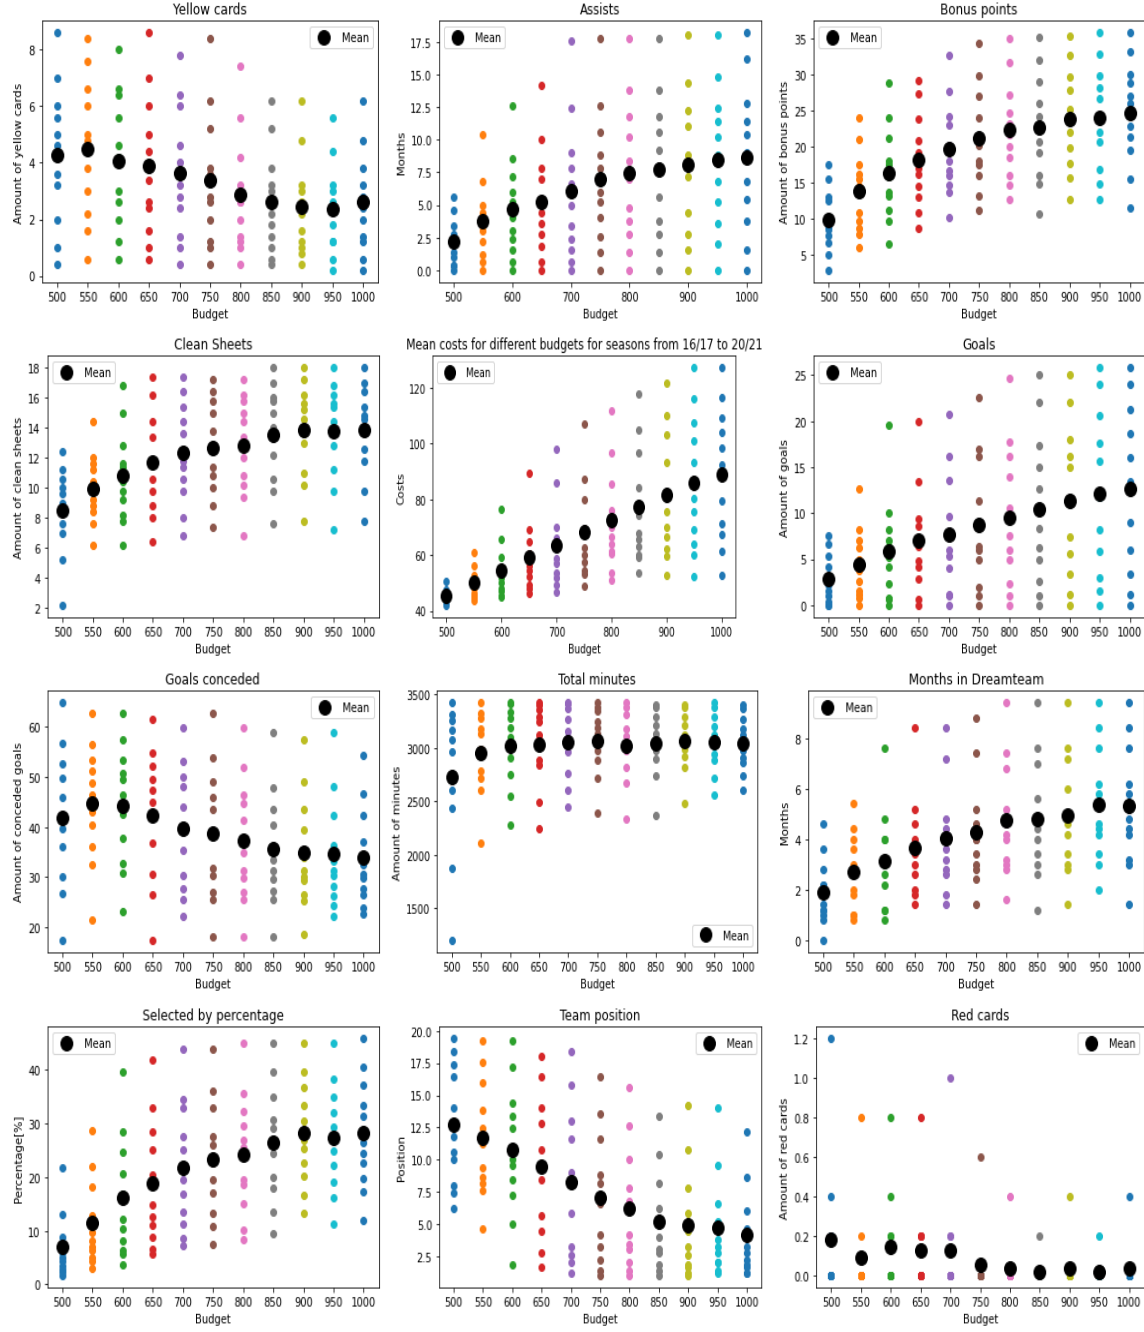 Yellow cards
Mean
Amount of yellow cards
8
6
4
2
0
500 550 600 650 700 750 800 850 900 950 1000
Budget
Assists
Mean
Months
17.5
15.0
12.5
10.0
7.5
5.0
2.5
0.0
500 550 600 650 700 750 800 850 900 950 1000
Budget
Bonus points
Mean
Amount of bonus points
35
30
25
20
15
10
5
500 550 600 650 700 750 800 850 900 950 1000
Budget
Clean Sheets
Mean
Amount of clean sheets
18
16
14
12
10
8
6
4
2
500 550 600 650 700 750 800 850 900 950 1000
Budget
Mean costs for different budgets for seasons from 16/17 to 20/21
Mean
Costs
120
100
80
60
40
500 600 700 800 900 1000
Budget
Goals
Mean
Amount of goals
25
20
15
10
5
0
500 550 600 650 700 750 800 850 900 950 1000
Budget
Goals conceded
Mean
Amount of conceded goals
60
50
40
30
20
500 550 600 650 700 750 800 850 900 950 1000
Budget
Total minutes
Mean
Amount of minutes
3500
3000
2500
2000
1500
500 550 600 650 700 750 800 850 900 950 1000
Budget
Months in Dreamteam
Mean
Months
8
6
4
2
0
500 550 600 650 700 750 800 850 900 950 1000
Budget
Selected by percentage
Mean
Percentage[%]
40
30
20
10
0
500 550 600 650 700 750 800 850 900 950 1000
Budget
Team position
Mean
Position
20.0
17.5
15.0
12.5
10.0
7.5
5.0
2.5
500 550 600 650 700 750 800 850 900 950 1000
Budget
Red cards
Mean
Amount of red cards
1.2
1.0
0.8
0.6
0.4
0.2
0.0
500 550 600 650 700 750 800 850 900 950 1000
Budget